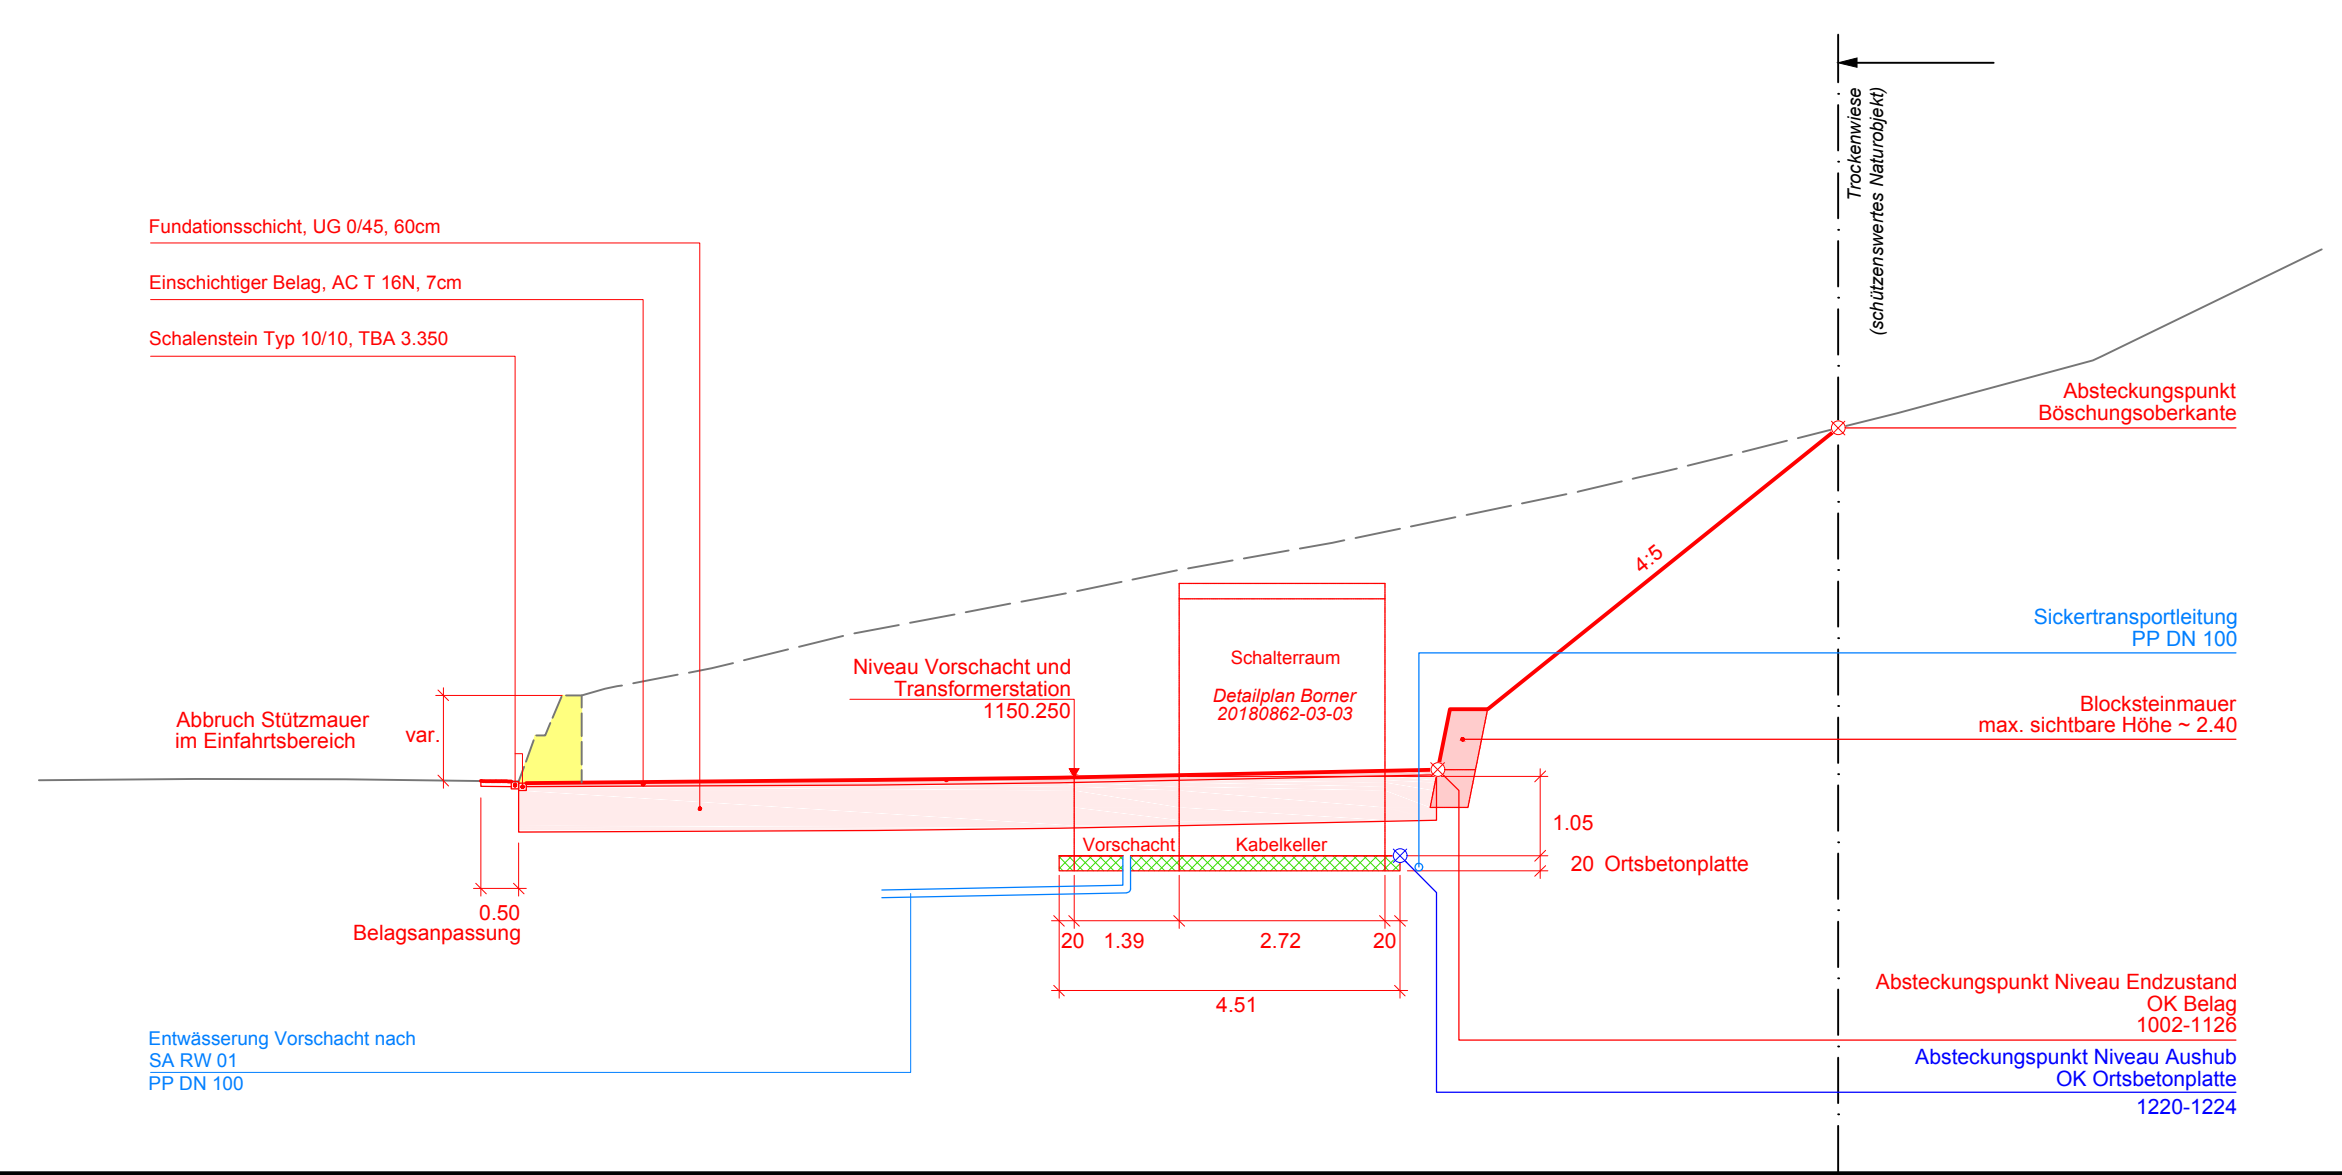 Trockenwiese
(schützenswertes Naturobjekt)
Fundationsschicht, UG 0/45, 60cm
Einschichtiger Belag, AC T 16N, 7cm
Schalenstein Typ 10/10, TBA 3.350
Absteckungspunkt
Böschungsoberkante
4:5
Sickertransportleitung
PP DN 100
Niveau Vorschacht und
Transformerstation
1150.250
Schalterraum
Detailplan Borner
20180862-03-03
Blocksteinmauer
max. sichtbare Höhe ~ 2.40
Abbruch Stützmauer
im Einfahrtsbereich
var.
1.05
Vorschacht
Kabelkeller
20 Ortsbetonplatte
0.50
Belagsanpassung
20
1.39
2.72
20
4.51
Absteckungspunkt Niveau Endzustand
OK Belag
1002-1126
Entwässerung Vorschacht nach
SA RW 01
PP DN 100
Absteckungspunkt Niveau Aushub
OK Ortsbetonplatte
1220-1224